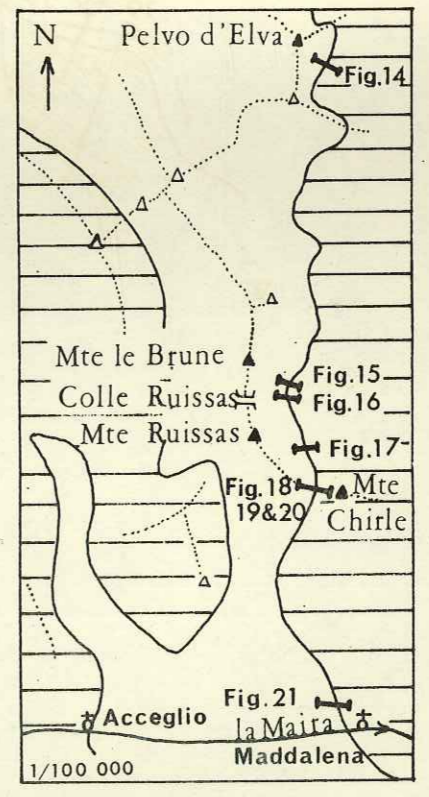 N
Pelvo d'Elva
Fig.14
Mte le Brune
Fig.15
Colle Ruissas
Fig.16
Mte Ruissas
Fig.17
Fig.18
19&20
Mte
Chirle
Fig.21
Acceglio
la Maira
Maddalena
1/100 000